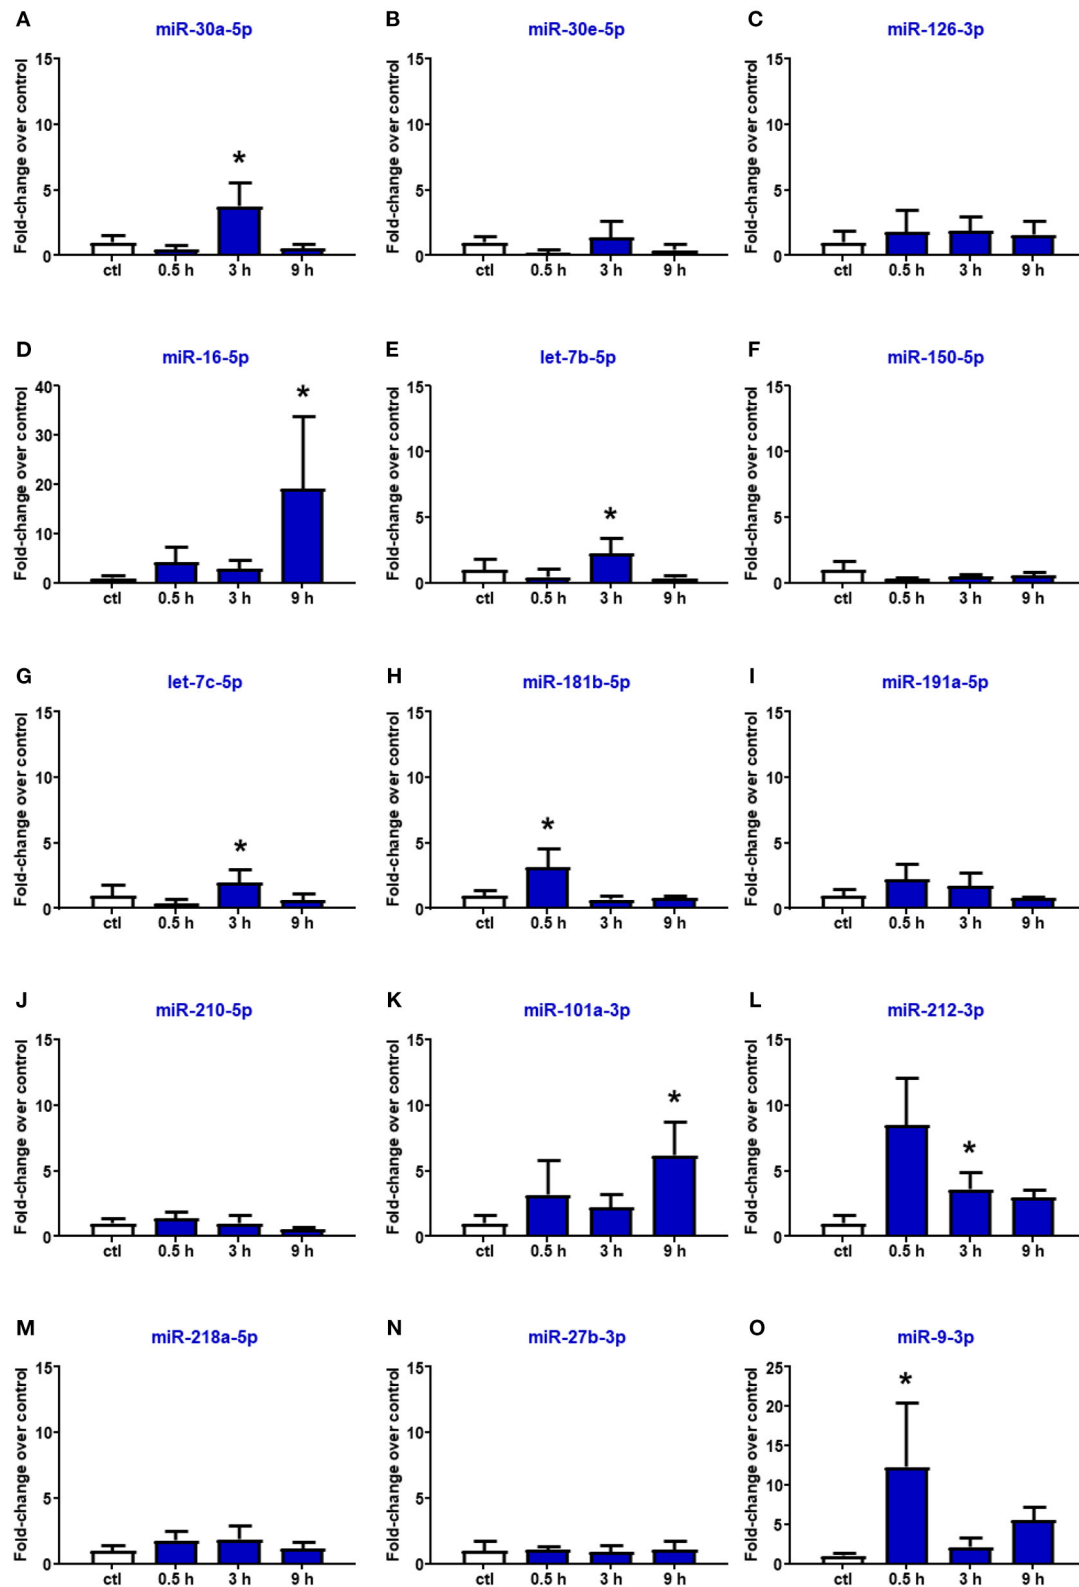 A
miR-30a-5p
Fold-change over control
15
10
5
0
*
ctl 0.5 h 3 h 9 h
B
miR-30e-5p
Fold-change over control
15
10
5
0
ctl 0.5 h 3 h 9 h
C
miR-126-3p
Fold-change over control
15
10
5
0
ctl 0.5 h 3 h 9 h
D
miR-16-5p
Fold-change over control
40
30
20
10
0
*
ctl 0.5 h 3 h 9 h
E
let-7b-5p
Fold-change over control
15
10
5
0
*
ctl 0.5 h 3 h 9 h
F
miR-150-5p
Fold-change over control
15
10
5
0
ctl 0.5 h 3 h 9 h
G
let-7c-5p
Fold-change over control
15
10
5
0
*
ctl 0.5 h 3 h 9 h
H
miR-181b-5p
Fold-change over control
15
10
5
0
*
ctl 0.5 h 3 h 9 h
I
miR-191a-5p
Fold-change over control
15
10
5
0
ctl 0.5 h 3 h 9 h
J
miR-210-5p
Fold-change over control
15
10
5
0
ctl 0.5 h 3 h 9 h
K
miR-101a-3p
Fold-change over control
15
10
5
0
*
ctl 0.5 h 3 h 9 h
L
miR-212-3p
Fold-change over control
15
10
5
0
*
ctl 0.5 h 3 h 9 h
M
miR-218a-5p
Fold-change over control
15
10
5
0
ctl 0.5 h 3 h 9 h
N
miR-27b-3p
Fold-change over control
15
10
5
0
ctl 0.5 h 3 h 9 h
O
miR-9-3p
Fold-change over control
25
20
15
10
5
0
*
ctl 0.5 h 3 h 9 h